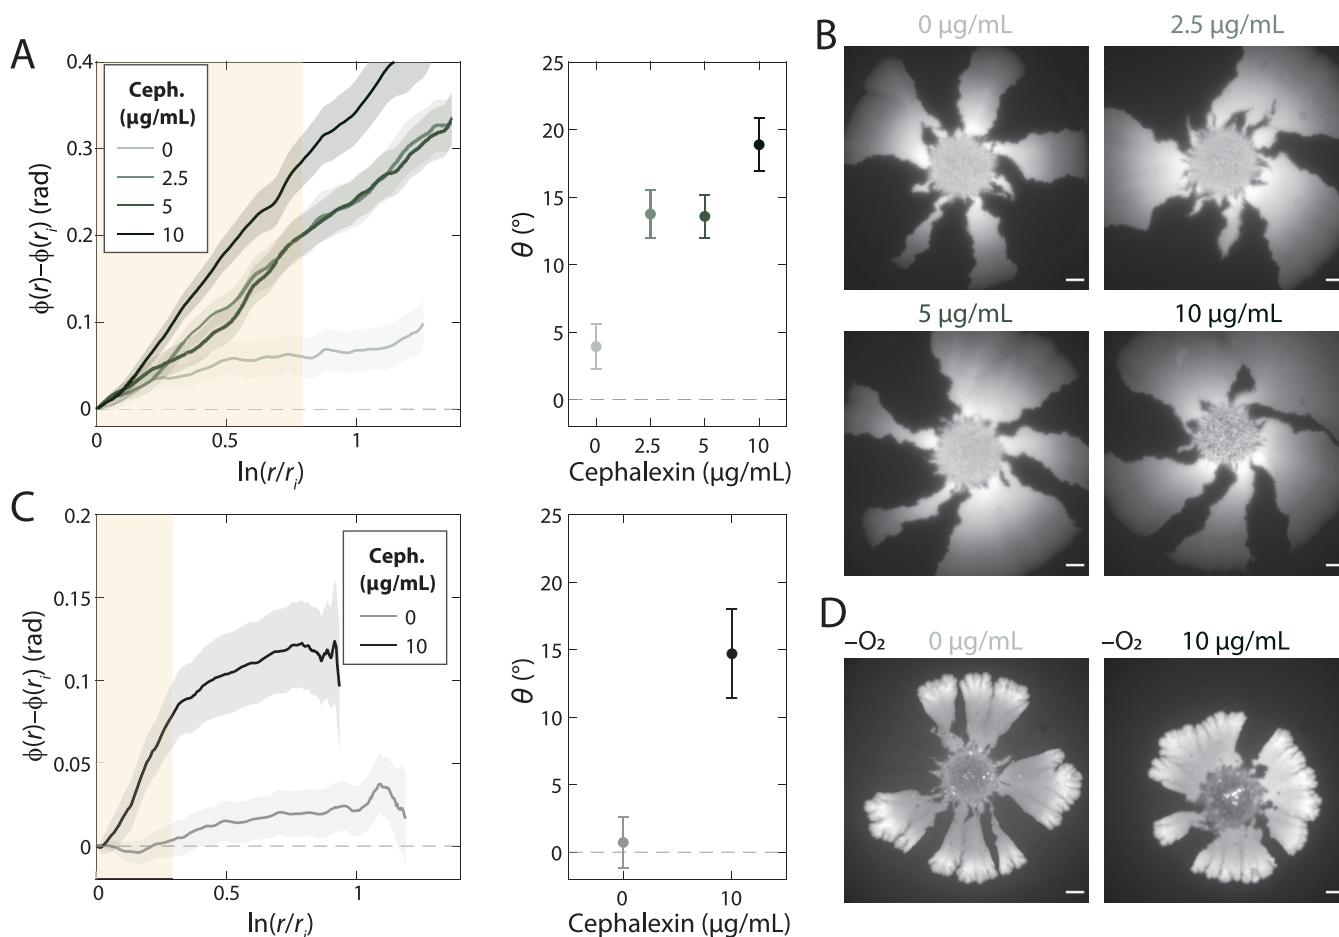 A
0.4
0.3
0.2
0.1
0
ϕ(r)−ϕ(rᵢ) (rad)
Ceph.
(μg/mL)
0
2.5
5
10
0
0.5
1
ln(r/rᵢ)
25
20
15
10
5
0
θ (°)
0
2.5
5
10
Cephalexin (μg/mL)
B
0 μg/mL
2.5 μg/mL
5 μg/mL
10 μg/mL
C
0.2
0.15
0.1
0.05
0
ϕ(r)−ϕ(rᵢ) (rad)
Ceph.
(μg/mL)
0
10
0
0.5
1
ln(r/rᵢ)
25
20
15
10
5
0
θ (°)
0
10
Cephalexin (μg/mL)
D
−O₂
0 μg/mL
−O₂
10 μg/mL